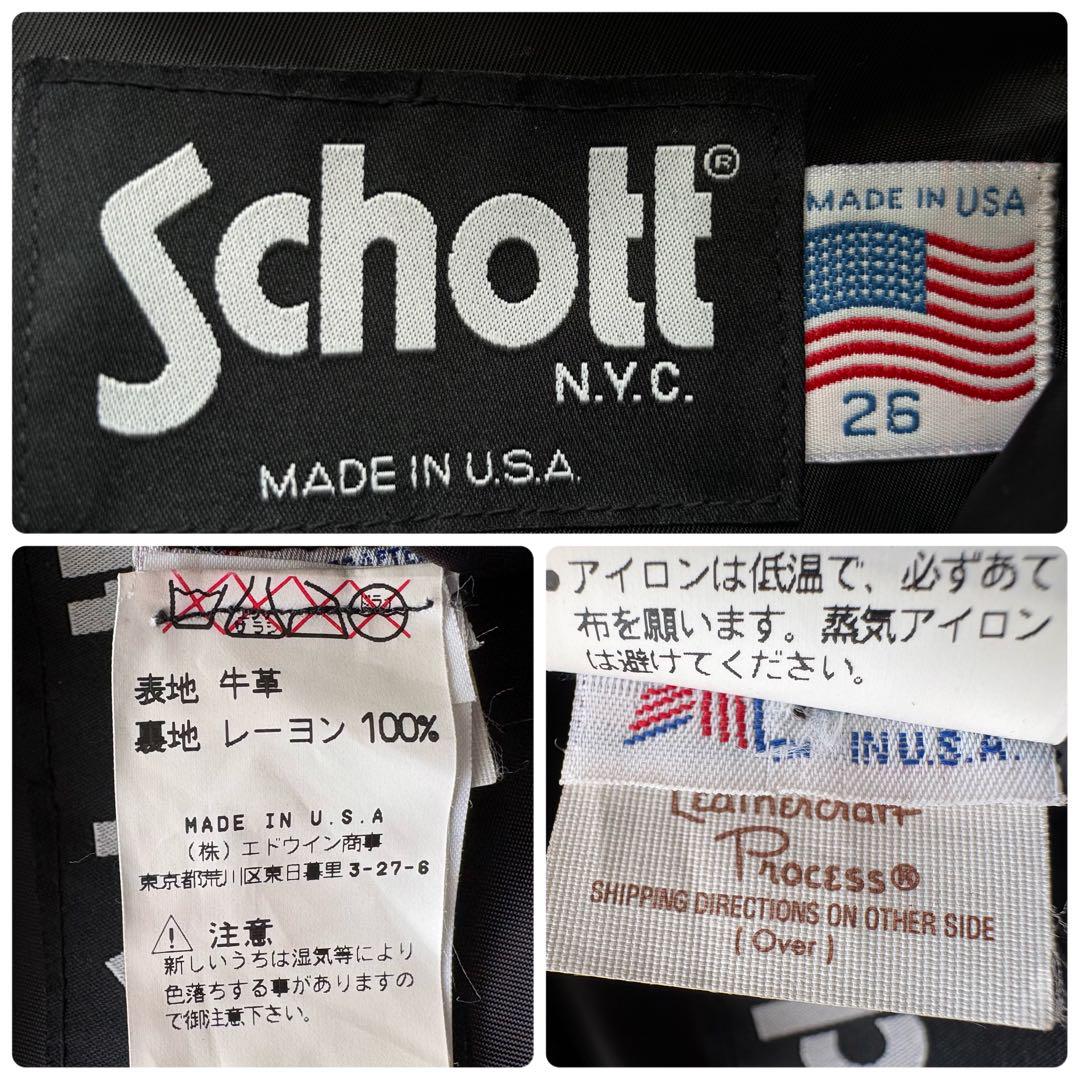 Schott®
N.Y.C.
MADE IN U.S.A.
MADE IN USA
26
表地 牛革
裏地 レーヨン 100%
MADE IN U.S.A
(株)エドウイン商事
東京都荒川区東日暮里3-27-6
注意
新しいうちは湿気等により
色落ちする事がありますの
で御注意下さい。
•アイロンは低温で、必ずあて
布を願います。蒸気アイロン
は避けてください。
IN U.S.A.
Leathercraft
Process®
SHIPPING DIRECTIONS ON OTHER SIDE
(Over)